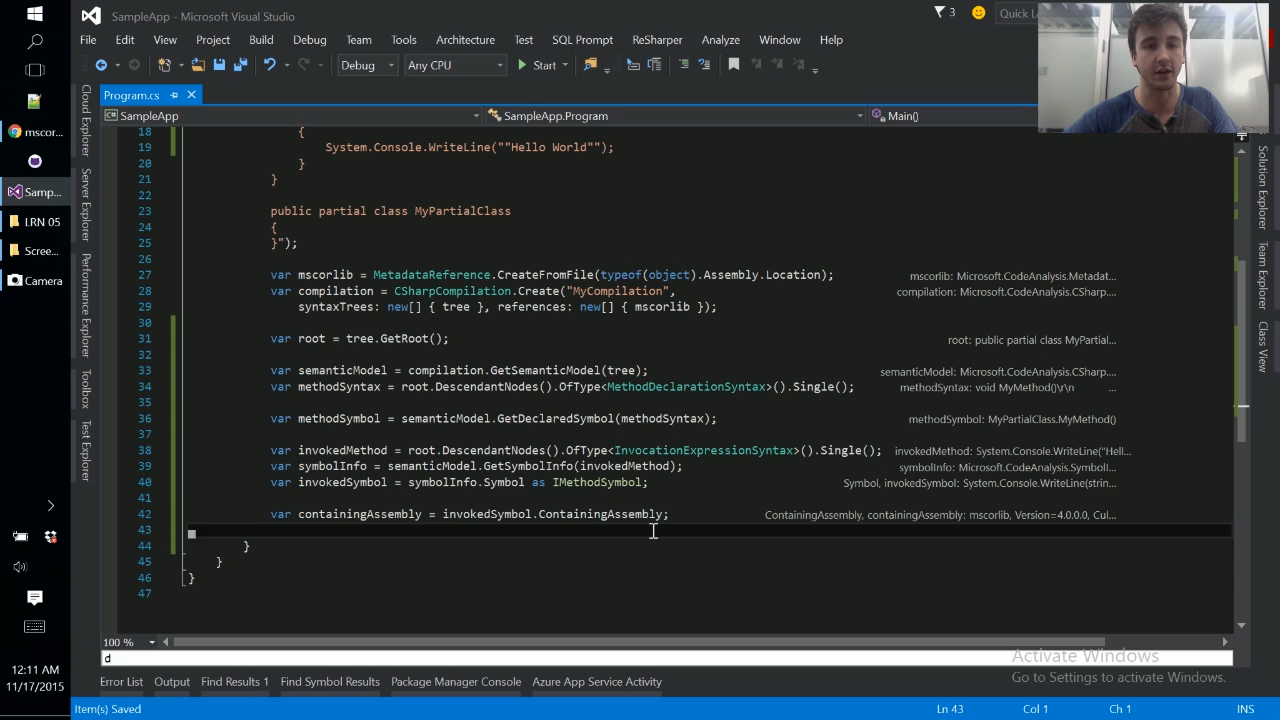 SampleApp - Microsoft Visual Studio
3
Quick L
File Edit View Project Build Debug Team Tools Architecture Test SQL Prompt ReSharper Analyze Window Help
Debug Any CPU Start
Program.cs
SampleApp SampleApp.Program Main()
18 {
19 System.Console.WriteLine(""Hello World"");
20 }
21 }
22
23 public partial class MyPartialClass
24 {
25 }");
26
27 var mscorlib = MetadataReference.CreateFromFile(typeof(object).Assembly.Location); mscorlib: Microsoft.CodeAnalysis.Metadat...
28 var compilation = CSharpCompilation.Create("MyCompilation", compilation: Microsoft.CodeAnalysis.CSharp....
29 syntaxTrees: new[] { tree }, references: new[] { mscorlib });
30
31 var root = tree.GetRoot(); root: public partial class MyPartial...
32
33 var semanticModel = compilation.GetSemanticModel(tree); semanticModel: Microsoft.CodeAnalysis.CSharp....
34 var methodSyntax = root.DescendantNodes().OfType<MethodDeclarationSyntax>().Single(); methodSyntax: void MyMethod()\r\n ...
35
36 var methodSymbol = semanticModel.GetDeclaredSymbol(methodSyntax); methodSymbol: MyPartialClass.MyMethod()
37
38 var invokedMethod = root.DescendantNodes().OfType<InvocationExpressionSyntax>().Single(); invokedMethod: System.Console.WriteLine("Hell...
39 var symbolInfo = semanticModel.GetSymbolInfo(invokedMethod); symbolInfo: Microsoft.CodeAnalysis.SymbolI...
40 var invokedSymbol = symbolInfo.Symbol as IMethodSymbol; Symbol, invokedSymbol: System.Console.WriteLine(strin...
41
42 var containingAssembly = invokedSymbol.ContainingAssembly; ContainingAssembly, containingAssembly: mscorlib, Version=4.0.0.0, Cul...
43
44 }
45 }
46 }
47
100 %
d
Error List Output Find Results 1 Find Symbol Results Package Manager Console Azure App Service Activity
Item(s) Saved Ln 43 Col 1 Ch 1 INS
Activate Windows
Go to Settings to activate Windows.
Cloud Explorer
Server Explorer
Performance Explorer
Toolbox
Test Explorer
Solution Explorer
Team Explorer
Class View
mscor...
Samp...
LRN 05
Scree...
Camera
12:11 AM
11/17/2015